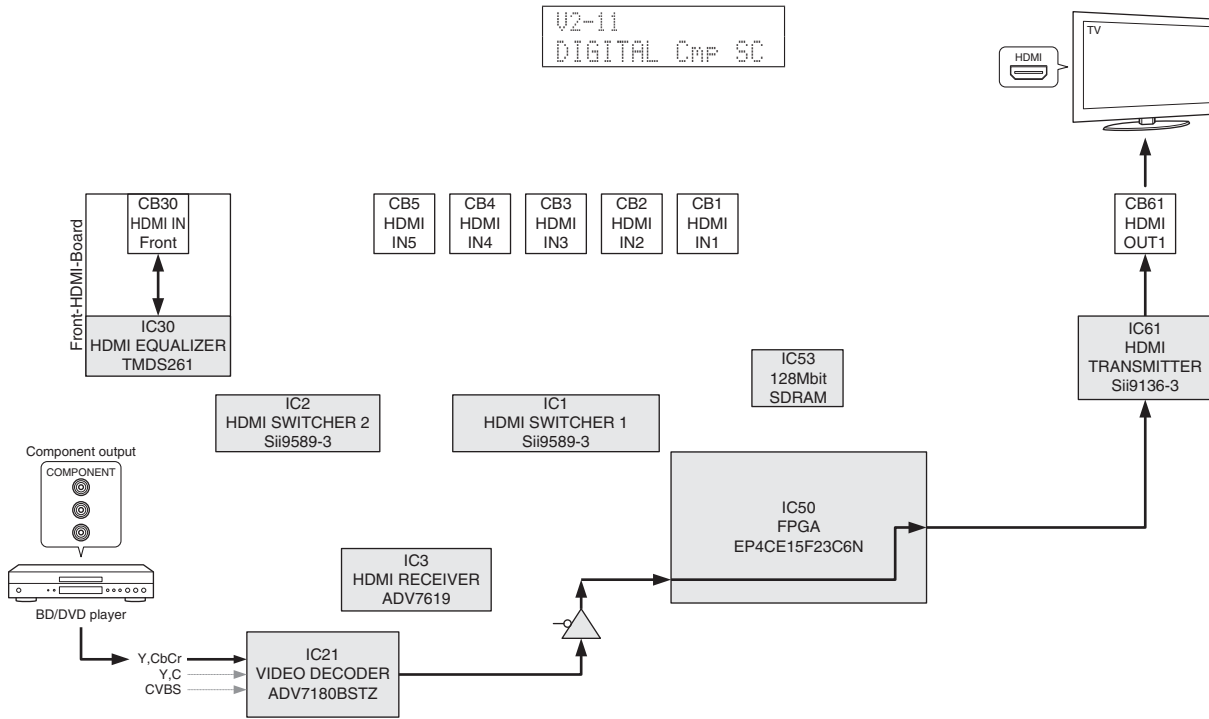 V2-11
DIGITAL Cmp SC
TV
HDMI
Front-HDMI-Board
CB30
HDMI IN
Front
CB5
HDMI
IN5
CB4
HDMI
IN4
CB3
HDMI
IN3
CB2
HDMI
IN2
CB1
HDMI
IN1
CB61
HDMI
OUT1
IC30
HDMI EQUALIZER
TMDS261
IC61
HDMI
TRANSMITTER
Sii9136-3
IC53
128Mbit
SDRAM
IC2
HDMI SWITCHER 2
Sii9589-3
IC1
HDMI SWITCHER 1
Sii9589-3
Component output
COMPONENT
BD/DVD player
IC50
FPGA
EP4CE15F23C6N
IC3
HDMI RECEIVER
ADV7619
Y,CbCr
Y,C
CVBS
IC21
VIDEO DECODER
ADV7180BSTZ